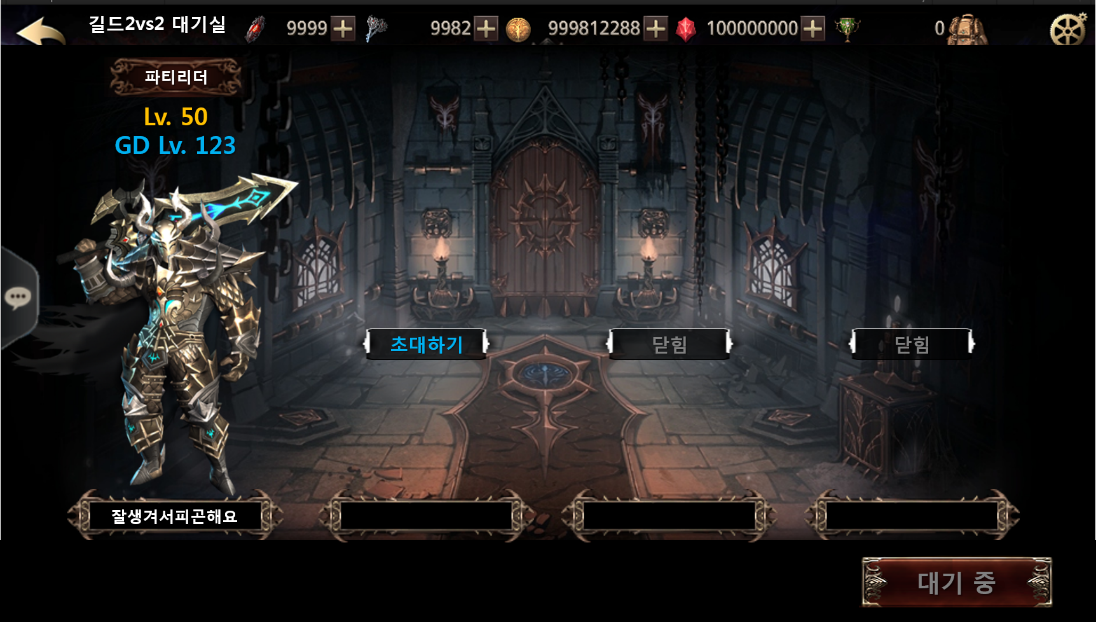 길드2vs2 대기실
9999
9982
999812288
100000000
0
파티리더
Lv. 50
GD Lv. 123
초대하기
닫힘
닫힘
잘생겨서피곤해요
대기 중